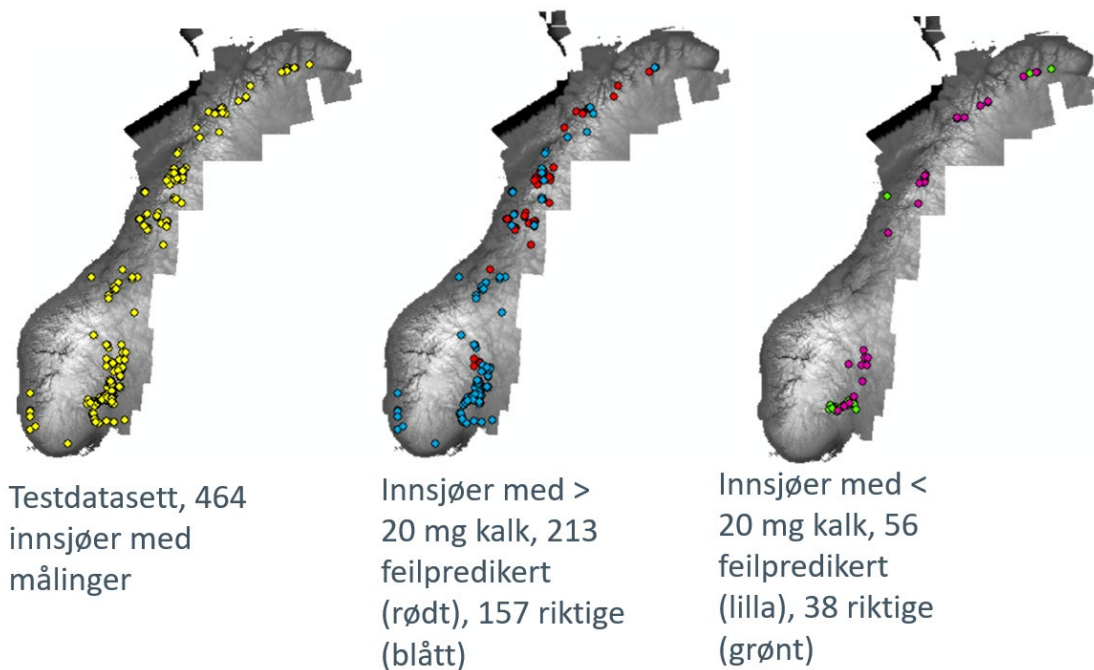 Testdatasett, 464
innsjøer med
målinger
Innsjøer med >
20 mg kalk, 213
feilpredikert
(rødt), 157 riktige
(blått)
Innsjøer med <
20 mg kalk, 56
feilpredikert
(lilla), 38 riktige
(grønt)